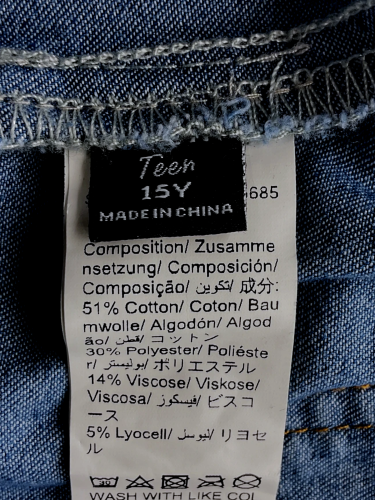 Teen
15Y
MADE IN CHINA
685
Composition/ Zusamme
nsetzung/ Composición/
Composição/ تكوين/ 成分:
51% Cotton/ Coton/ Bau
mwolle/ Algodón/ Algod
ão/ قطن/ コットン
30% Polyester/ Poliéste
r/ بوليستر/ ポリエステル
14% Viscose/ Viskose/
Viscosa/ فيسكوز/ ビスコ
ース
5% Lyocell/ ليوسل/ リヨセ
ル
WASH WITH LIKE COL